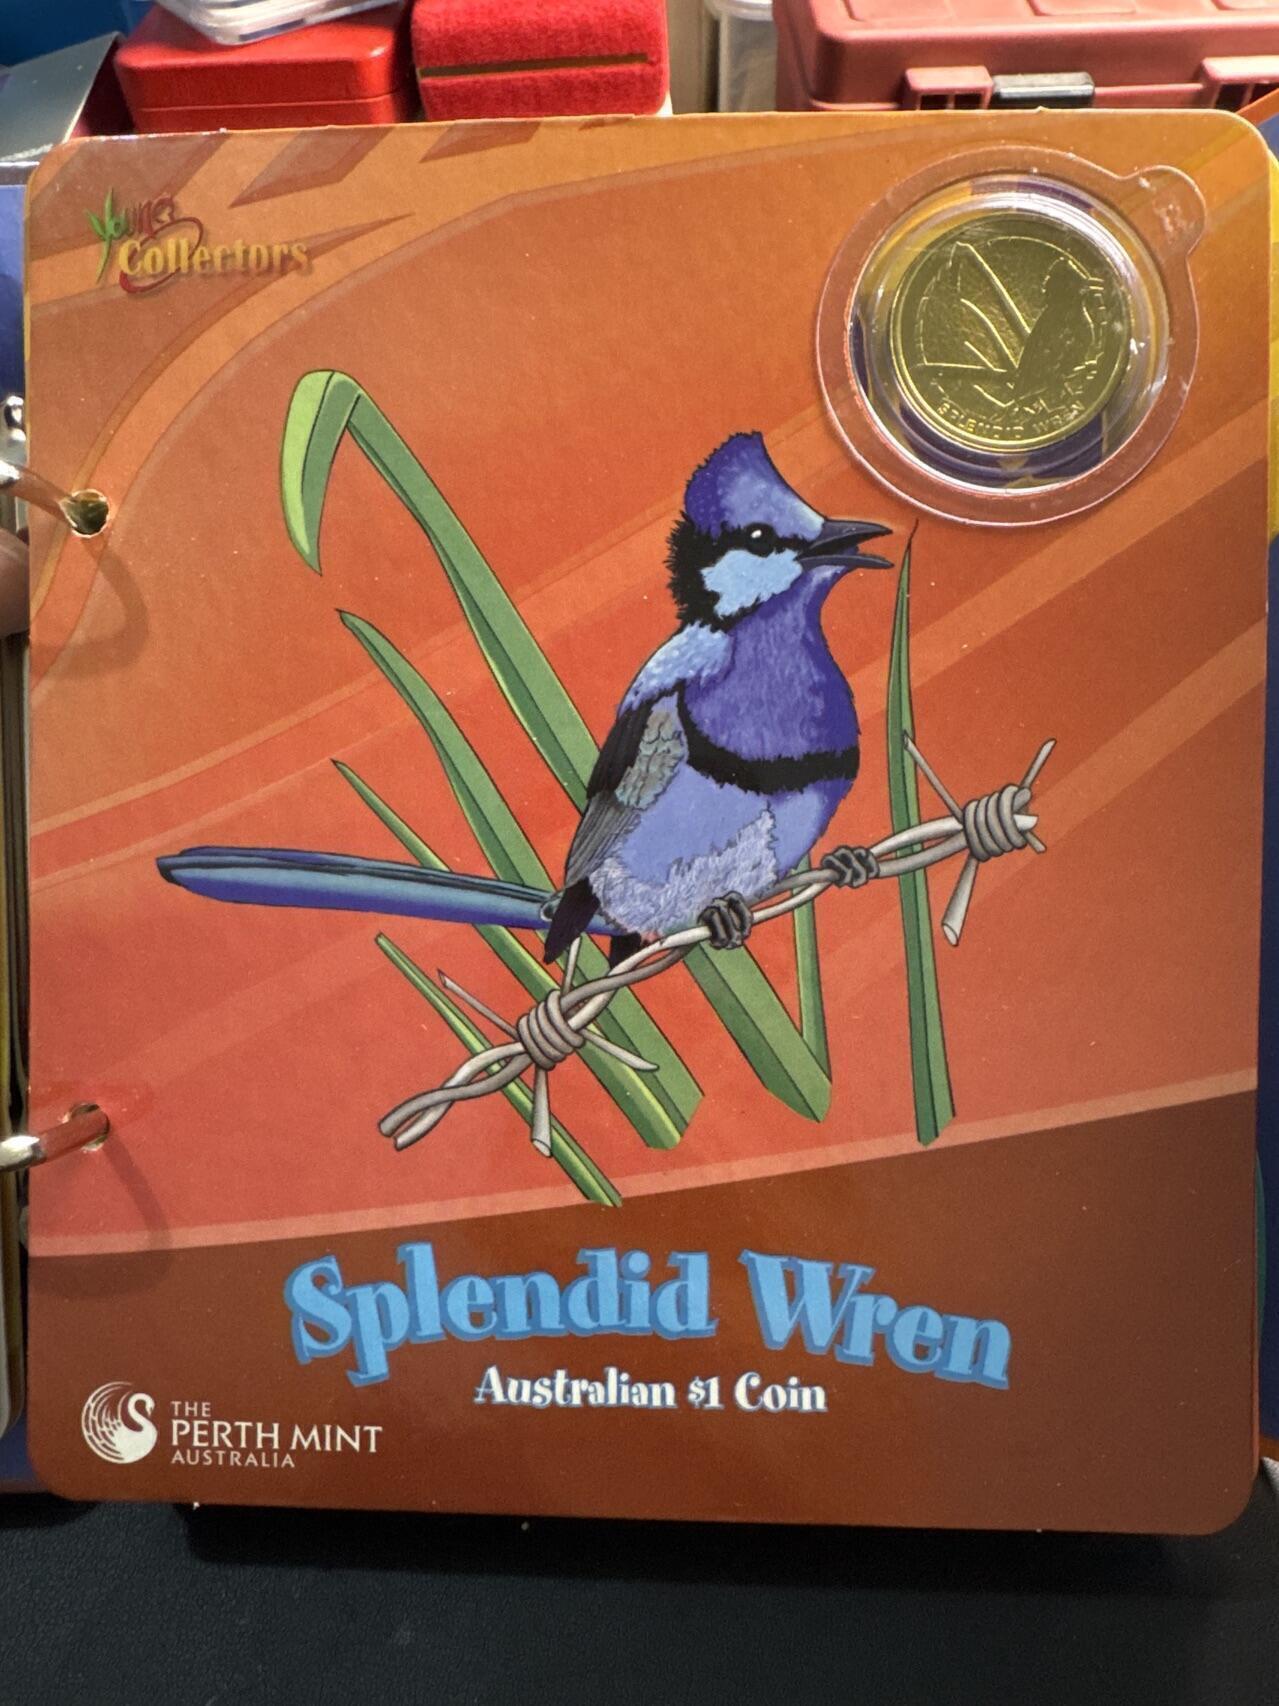 Young
Collectors
SPLENDID WREN
Splendid Wren
Australian $1 Coin
THE
PERTH MINT
AUSTRALIA